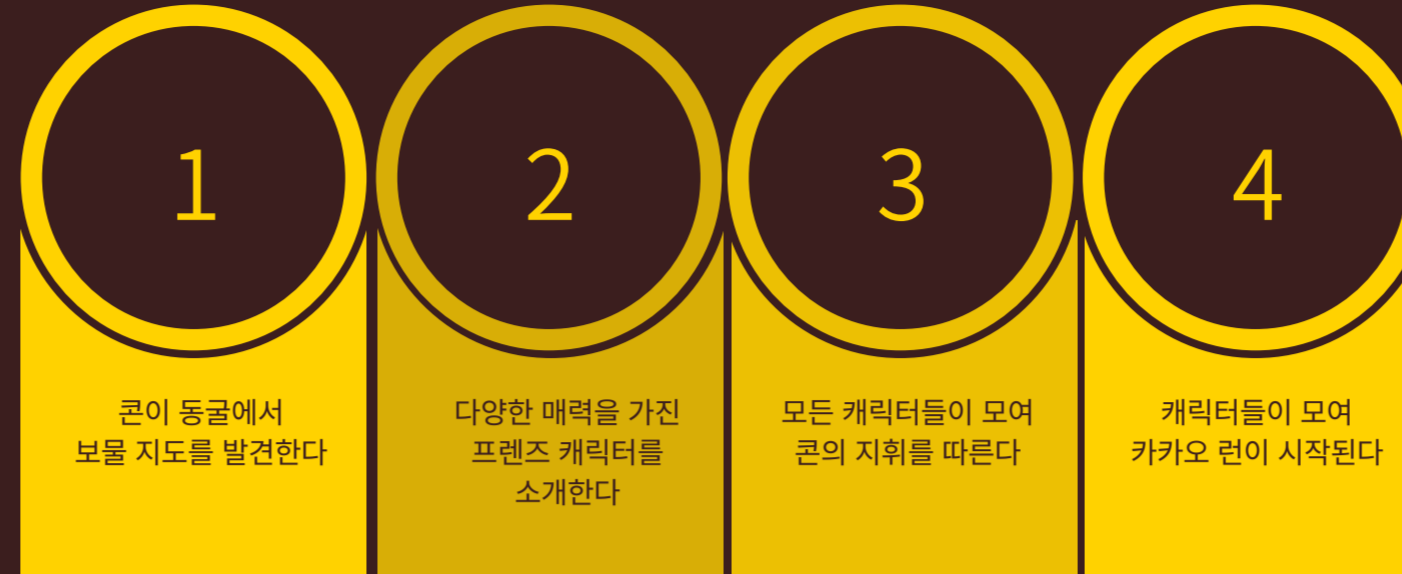 1
콘이 동굴에서
보물 지도를 발견한다
2
다양한 매력을 가진
프렌즈 캐릭터를
소개한다
3
모든 캐릭터들이 모여
콘의 지휘를 따른다
4
캐릭터들이 모여
카카오 런이 시작된다